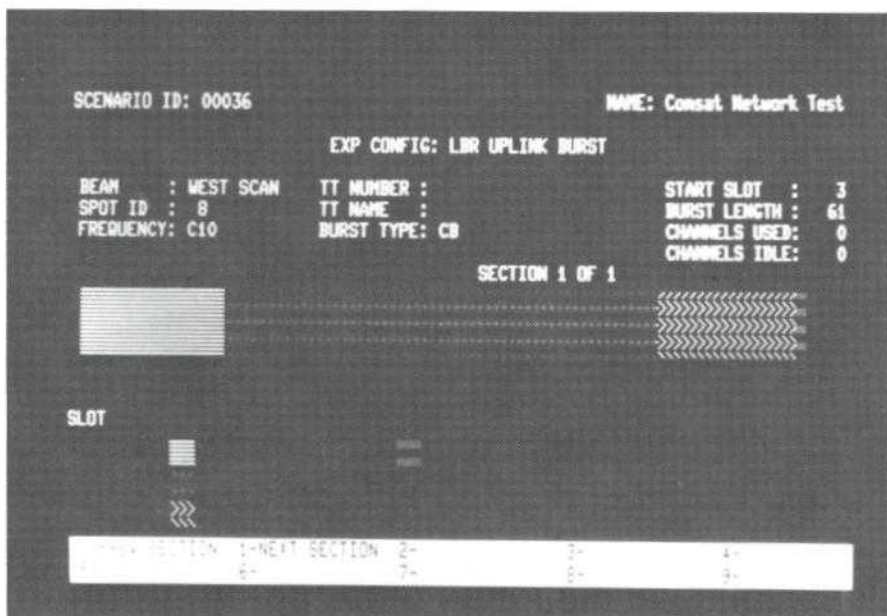 SCENARIO ID: 00036 NAME: Comsat Network Test
EXP CONFIG: LBR UPLINK BURST
BEAM : WEST SCAN TT NUMBER : START SLOT : 3
SPOT ID : 8 TT NAME : BURST LENGTH : 61
FREQUENCY: C10 BURST TYPE: CB CHANNELS USED: 0
CHANNELS IDLE: 0
SECTION 1 OF 1
SLOT
SECTION 1-NEXT SECTION 2- 3- 4-
6- 7- 8- 9-